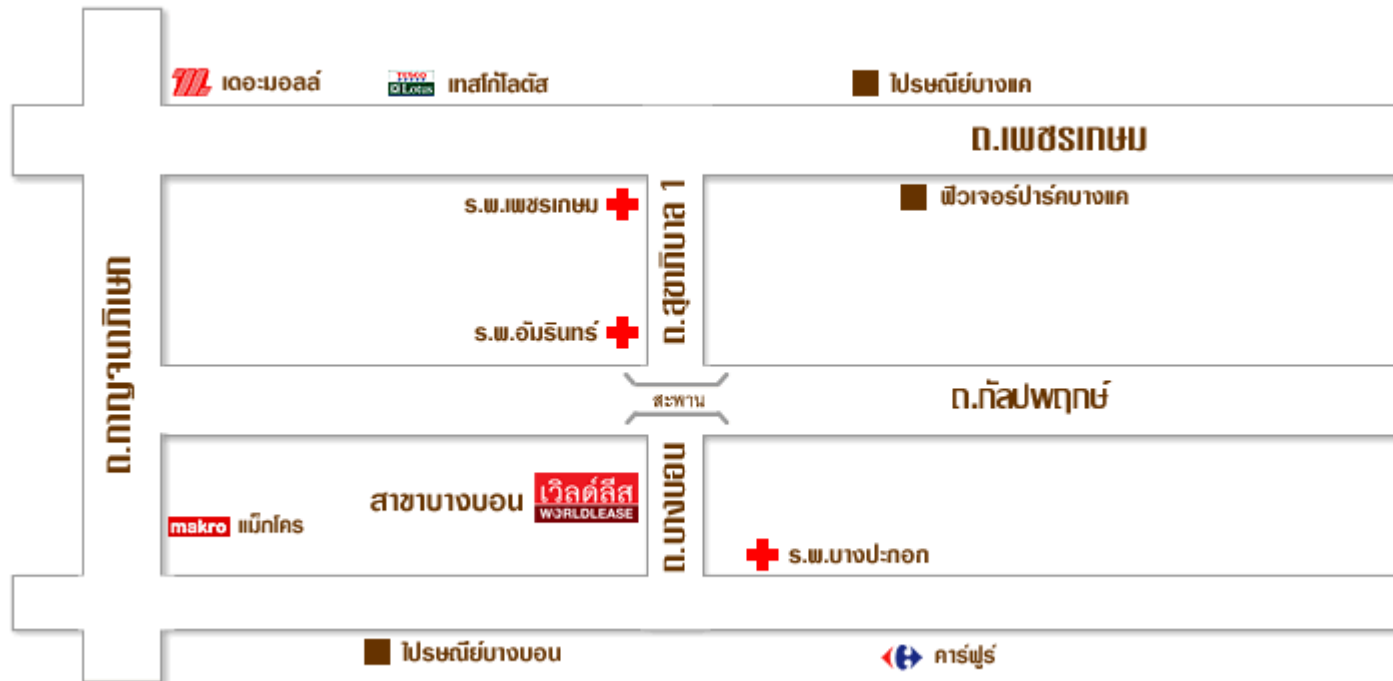 เดอะมอลล์
TESCO
Lotus
เทสโก้โลตัส
ไปรษณีย์บางแค
ถ.เพชรเกษม
ร.พ.เพชรเกษม
ถ.สุขาภิบาล 1
ฟิวเจอร์ปาร์คบางแค
ถ.กาญจนาภิเษก
ร.พ.อัมรินทร์
สะพาน
ถ.กัลปพฤกษ์
สาขาบางบอน
เวิลด์ลีส
WORLDLEASE
ถ.บางบอน
makro แม็กโคร
ร.พ.บางปะกอก
ไปรษณีย์บางบอน
คาร์ฟูร์